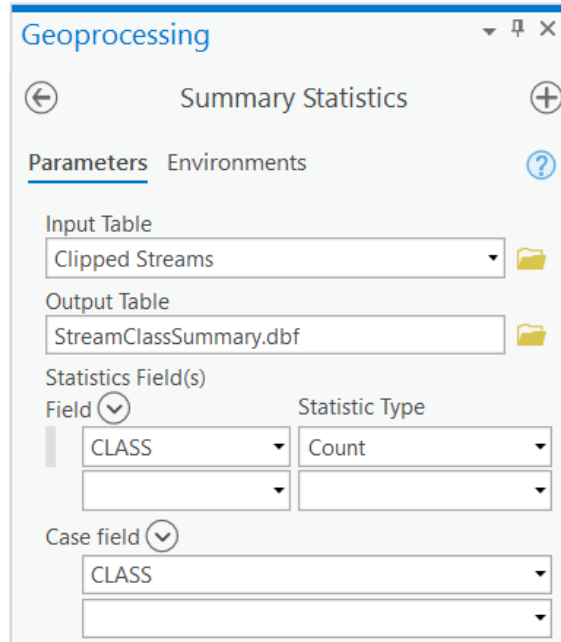 Geoprocessing
Summary Statistics
Parameters Environments
Input Table
Clipped Streams
Output Table
StreamClassSummary.dbf
Statistics Field(s)
Field Statistic Type
CLASS Count
Case field
CLASS